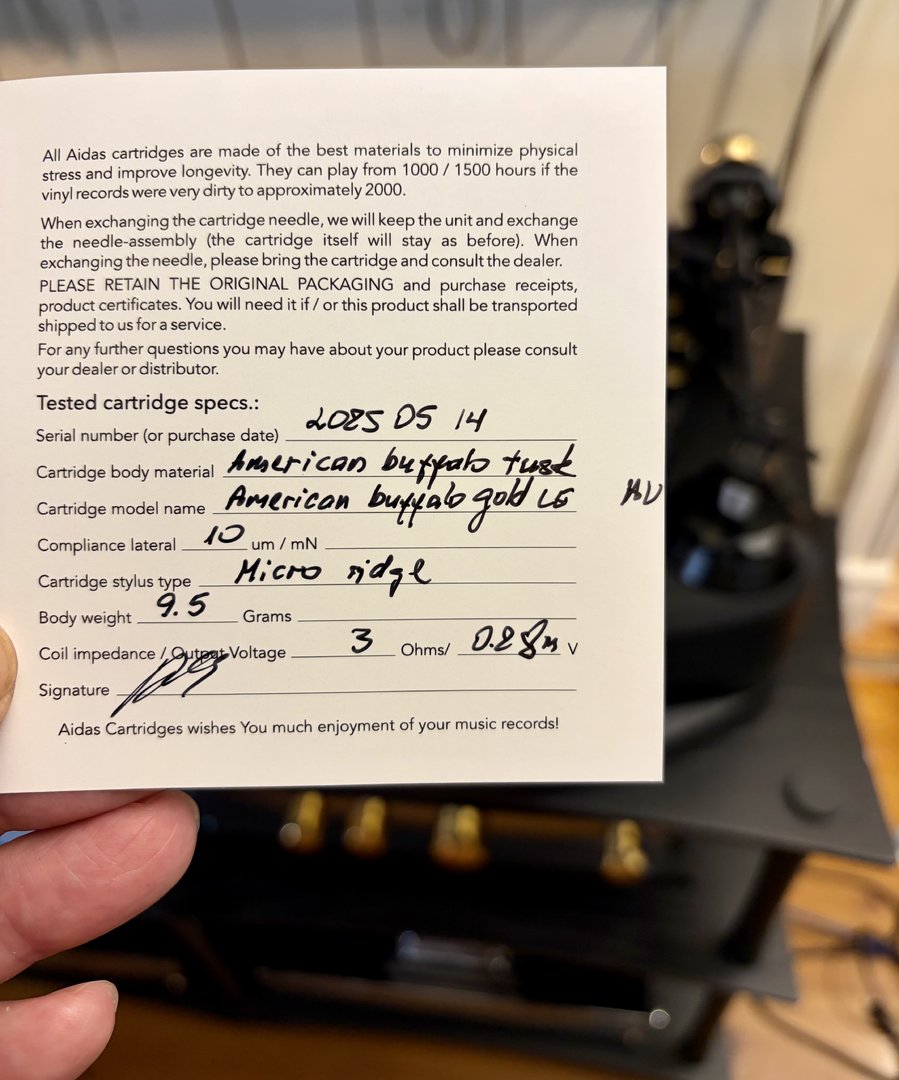 All Aidas cartridges are made of the best materials to minimize physical
stress and improve longevity. They can play from 1000 / 1500 hours if the
vinyl records were very dirty to approximately 2000.
When exchanging the cartridge needle, we will keep the unit and exchange
the needle-assembly (the cartridge itself will stay as before). When
exchanging the needle, please bring the cartridge and consult the dealer.
PLEASE RETAIN THE ORIGINAL PACKAGING and purchase receipts,
product certificates. You will need it if / or this product shall be transported
shipped to us for a service.
For any further questions you may have about your product please consult
your dealer or distributor.
Tested cartridge specs.:
Serial number (or purchase date) 2025 05 14
Cartridge body material American buffalo tusk
Cartridge model name American buffalo gold LE
Compliance lateral 10 um / mN
Cartridge stylus type Micro ridge
Body weight 9.5 Grams
Coil impedance / Output Voltage 3 Ohms/ 0.28m V
Signature
Aidas Cartridges wishes You much enjoyment of your music records!